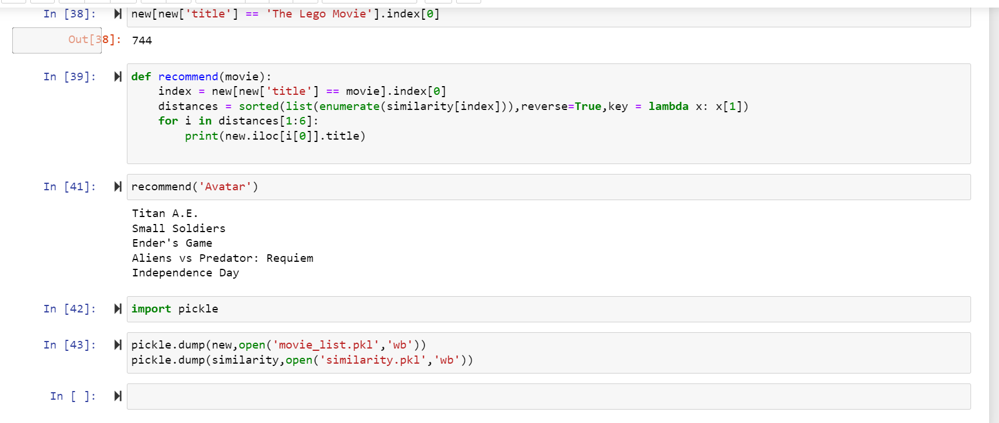 In [38]: new[new['title'] == 'The Lego Movie'].index[0]
Out[38]: 744
In [39]: def recommend(movie):
    index = new[new['title'] == movie].index[0]
    distances = sorted(list(enumerate(similarity[index])),reverse=True,key = lambda x: x[1])
    for i in distances[1:6]:
        print(new.iloc[i[0]].title)
In [41]: recommend('Avatar')
Titan A.E.
Small Soldiers
Ender's Game
Aliens vs Predator: Requiem
Independence Day
In [42]: import pickle
In [43]: pickle.dump(new,open('movie_list.pkl','wb'))
pickle.dump(similarity,open('similarity.pkl','wb'))
In [ ]: